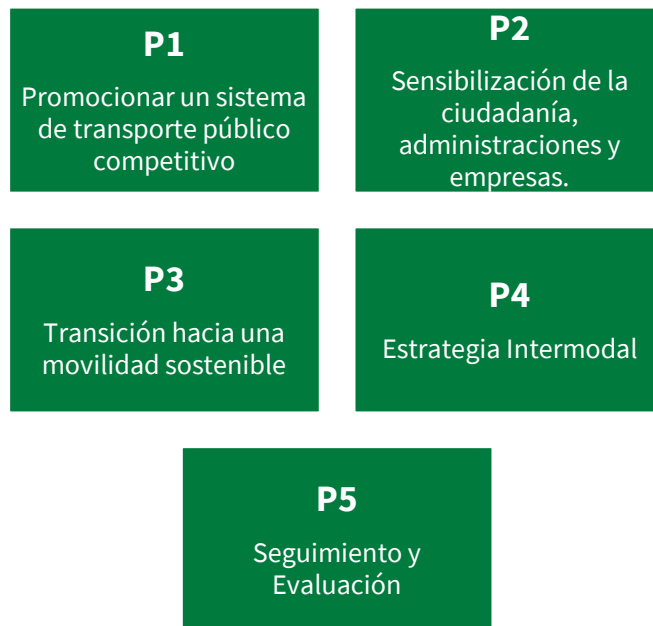 P1
Promocionar un sistema
de transporte público
competitivo
P2
Sensibilización de la
ciudadanía,
administraciones y
empresas.
P3
Transición hacia una
movilidad sostenible
P4
Estrategia Intermodal
P5
Seguimiento y
Evaluación